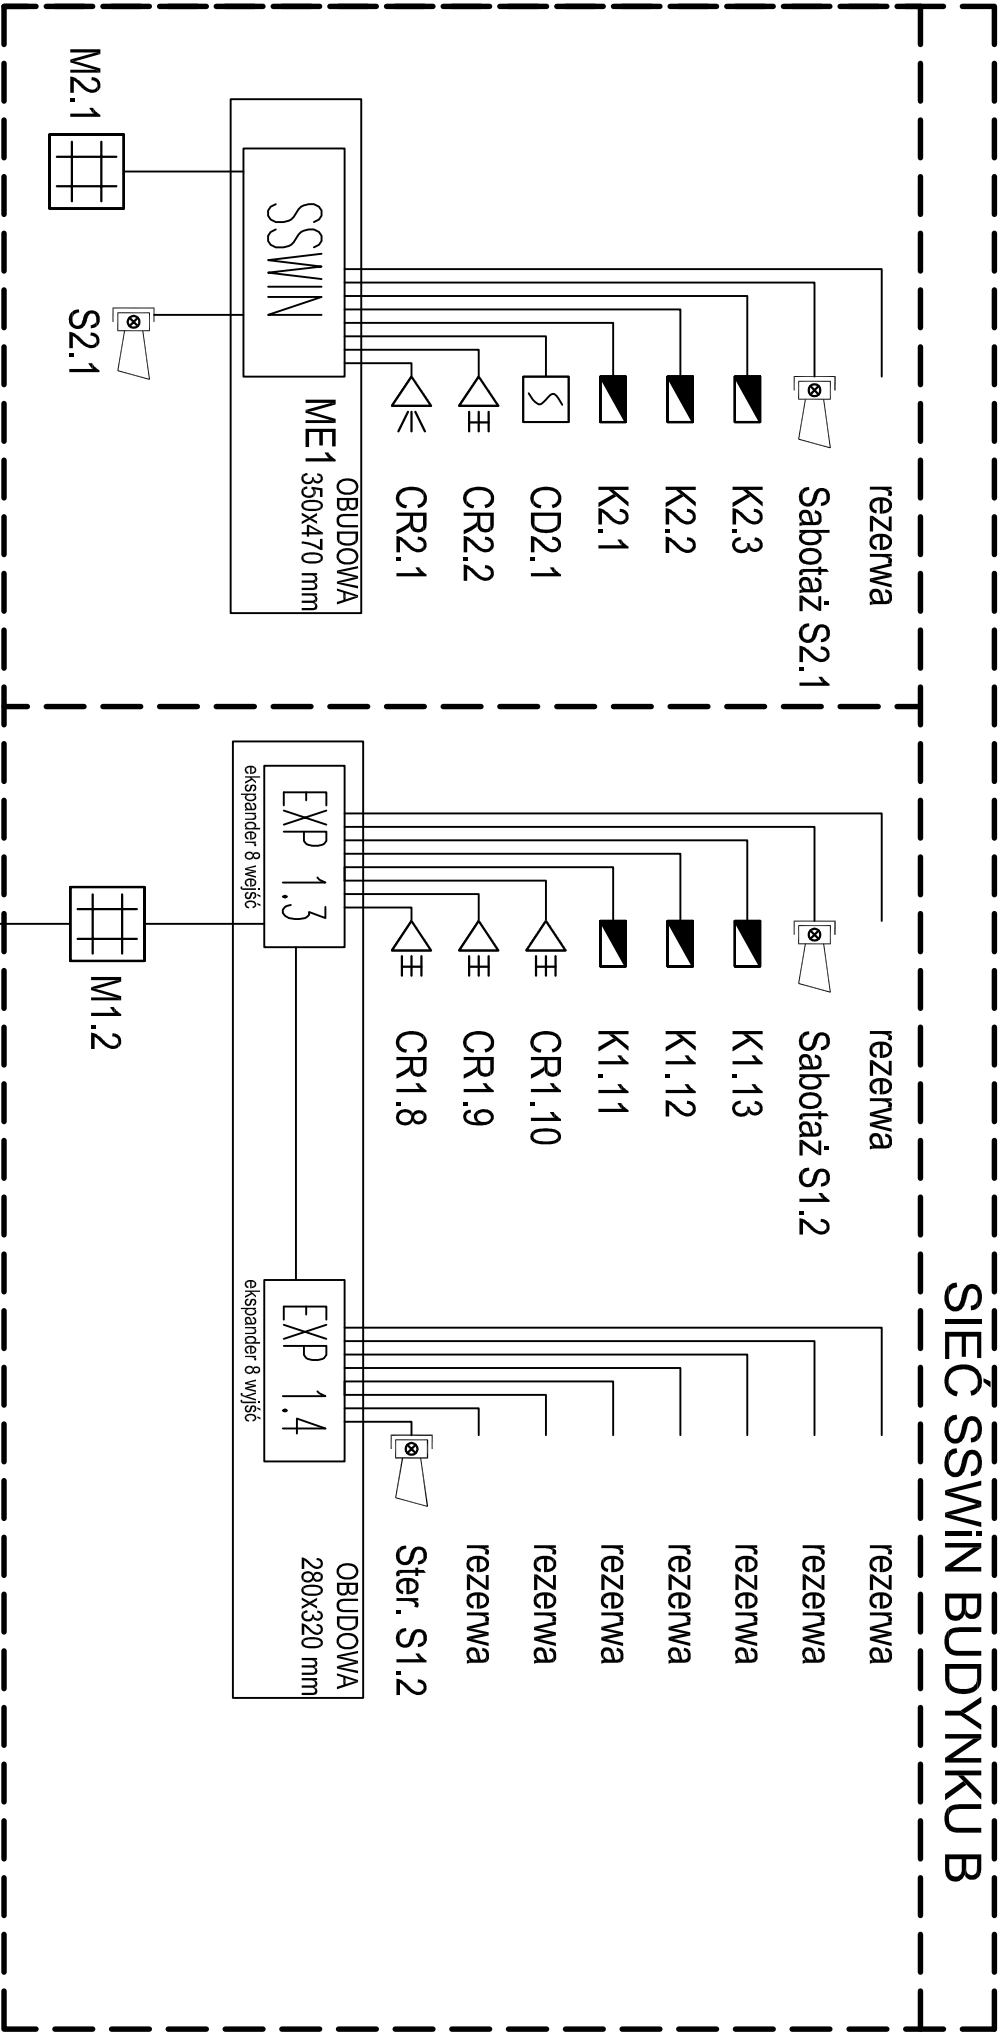 SIEĆ SSWiN BUDYNKU B
rezerwa
Sabotaż S2.1
K2.3
K2.2
K2.1
CD2.1
CR2.2
CR2.1
SSWIN
ME1
OBUDOWA
350x470 mm
M2.1
S2.1
rezerwa
Sabotaż S1.2
K1.13
K1.12
K1.11
CR1.10
CR1.9
CR1.8
EXP 1.3
ekspander 8 wejść
M1.2
rezerwa
rezerwa
rezerwa
rezerwa
rezerwa
rezerwa
rezerwa
Ster. S1.2
EXP 1.4
ekspander 8 wyjść
OBUDOWA
280x320 mm